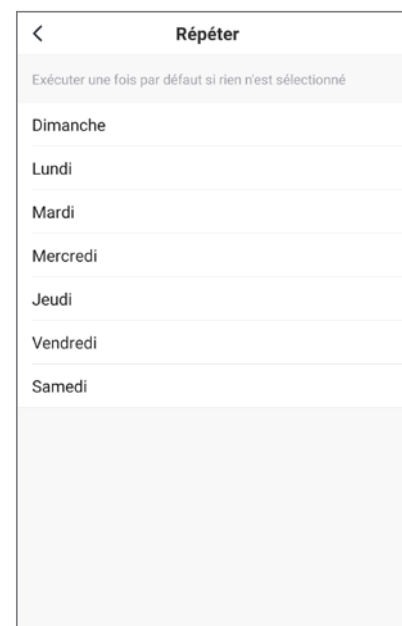 Répéter
Exécuter une fois par défaut si rien n'est sélectionné
Dimanche
Lundi
Mardi
Mercredi
Jeudi
Vendredi
Samedi